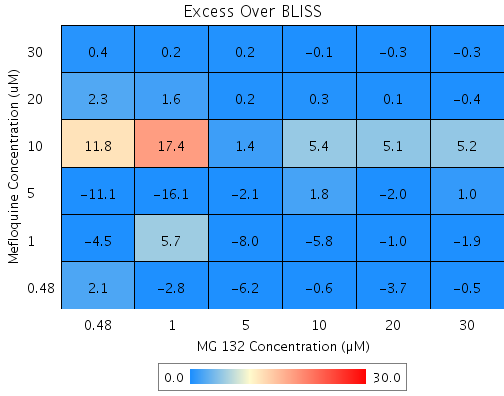 Excess Over BLISS
Mefloquine Concentration (uM)
30 0.4 0.2 0.2 −0.1 −0.3 −0.3
20 2.3 1.6 0.2 0.3 0.1 −0.4
10 11.8 17.4 1.4 5.4 5.1 5.2
5 −11.1 −16.1 −2.1 1.8 −2.0 1.0
1 −4.5 5.7 −8.0 −5.8 −1.0 −1.9
0.48 2.1 −2.8 −6.2 −0.6 −3.7 −0.5
0.48 1 5 10 20 30
MG 132 Concentration (μM)
0.0 30.0